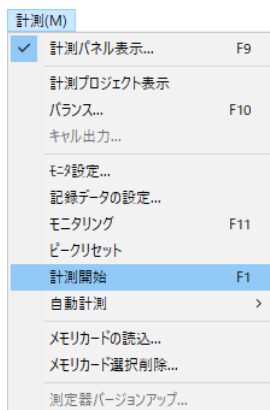 計測(M)
計測パネル表示... F9
計測プロジェクト表示
バランス... F10
キャル出力...
モニタ設定...
記録データの設定...
モニタリング F11
ピークリセット
計測開始 F1
自動計測
メモリカードの読込...
メモリカード選択削除...
測定器バージョンアップ...